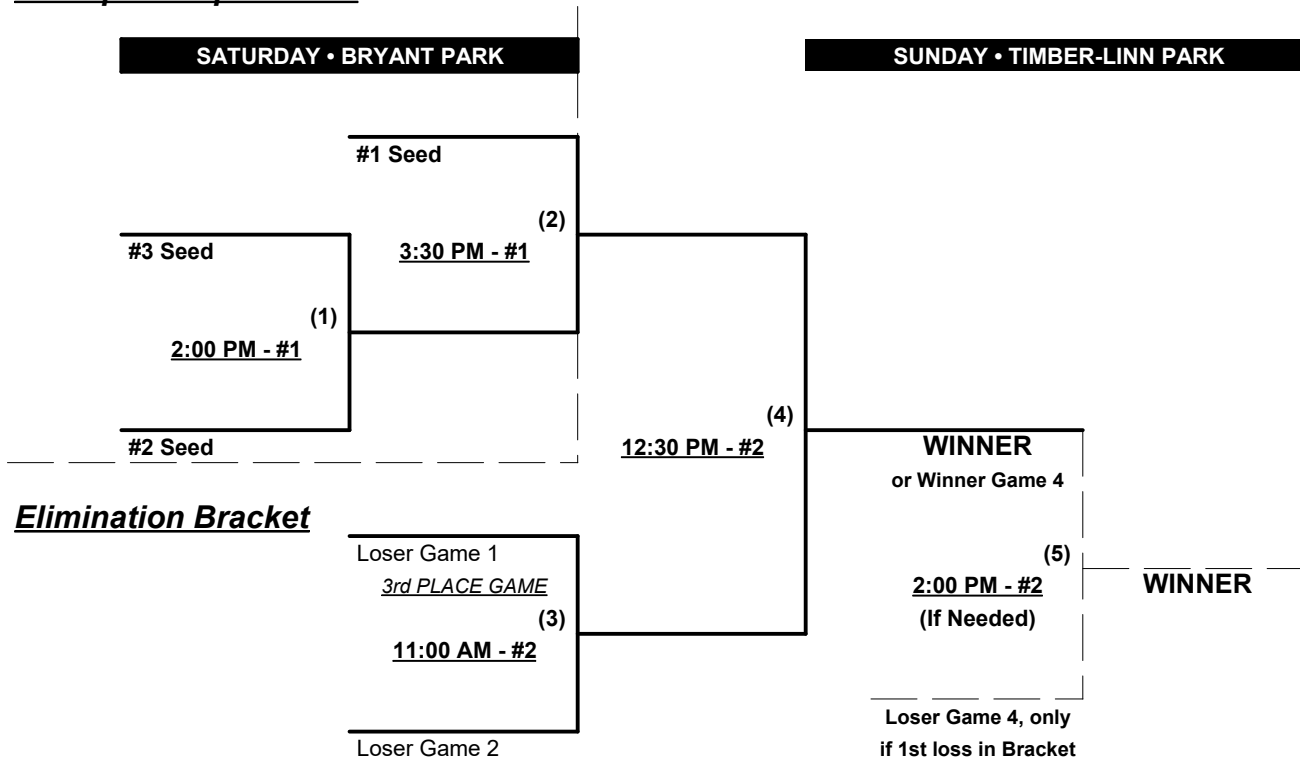 SATURDAY • BRYANT PARK
SUNDAY • TIMBER-LINN PARK
#1 Seed
(2)
#3 Seed
3:30 PM - #1
(1)
2:00 PM - #1
(4)
#2 Seed
12:30 PM - #2
WINNER
or Winner Game 4
Elimination Bracket
Loser Game 1
(5)
3rd PLACE GAME
2:00 PM - #2
WINNER
(3)
(If Needed)
11:00 AM - #2
Loser Game 4, only
Loser Game 2
if 1st loss in Bracket